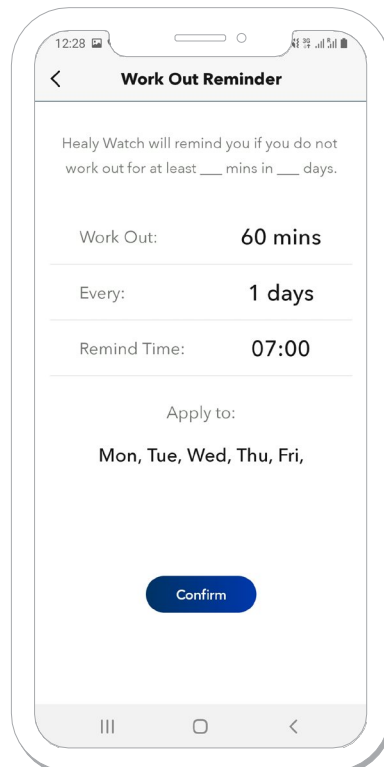 12:28
Work Out Reminder
Healy Watch will remind you if you do not
work out for at least ___ mins in ___ days.
Work Out: 60 mins
Every: 1 days
Remind Time: 07:00
Apply to:
Mon, Tue, Wed, Thu, Fri,
Confirm